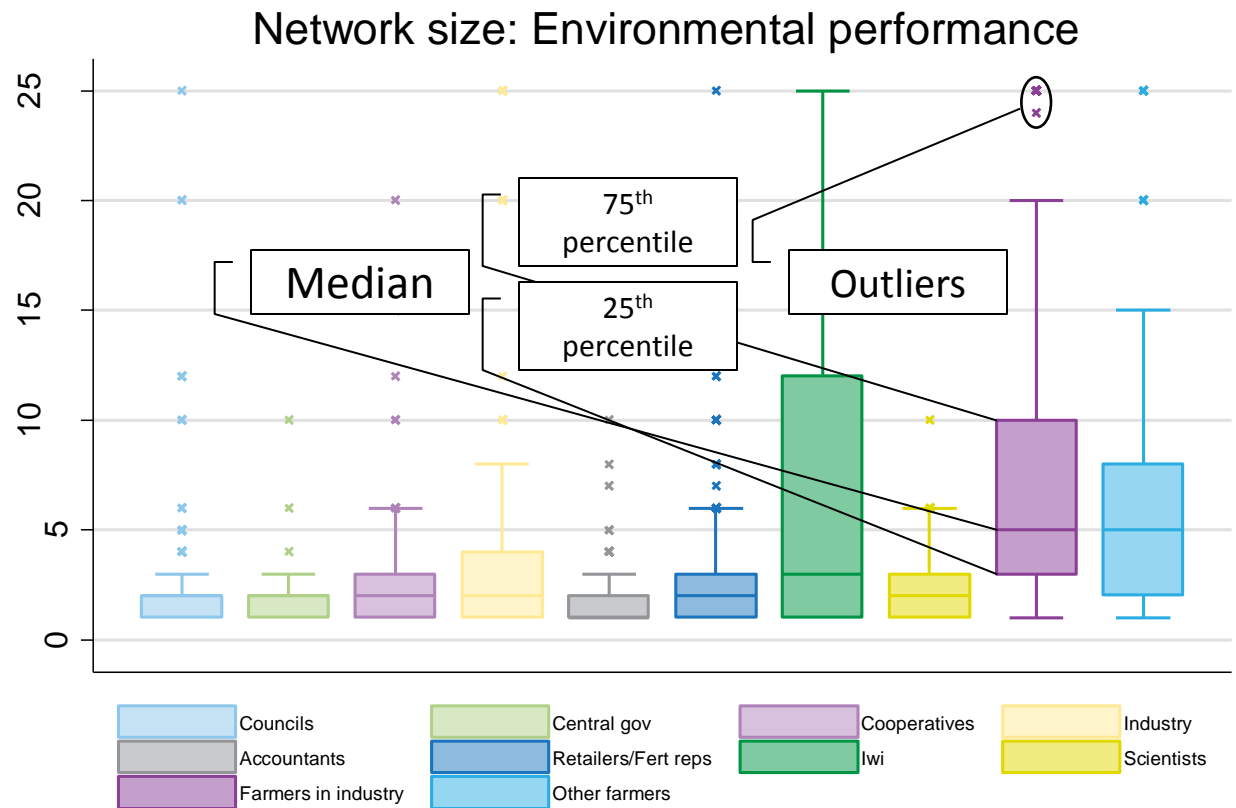 Network size: Environmental performance
25
20
15
10
5
0
75th
percentile
Median
Outliers
25th
percentile
Councils
Central gov
Cooperatives
Industry
Accountants
Retailers/Fert reps
Iwi
Scientists
Farmers in industry
Other farmers